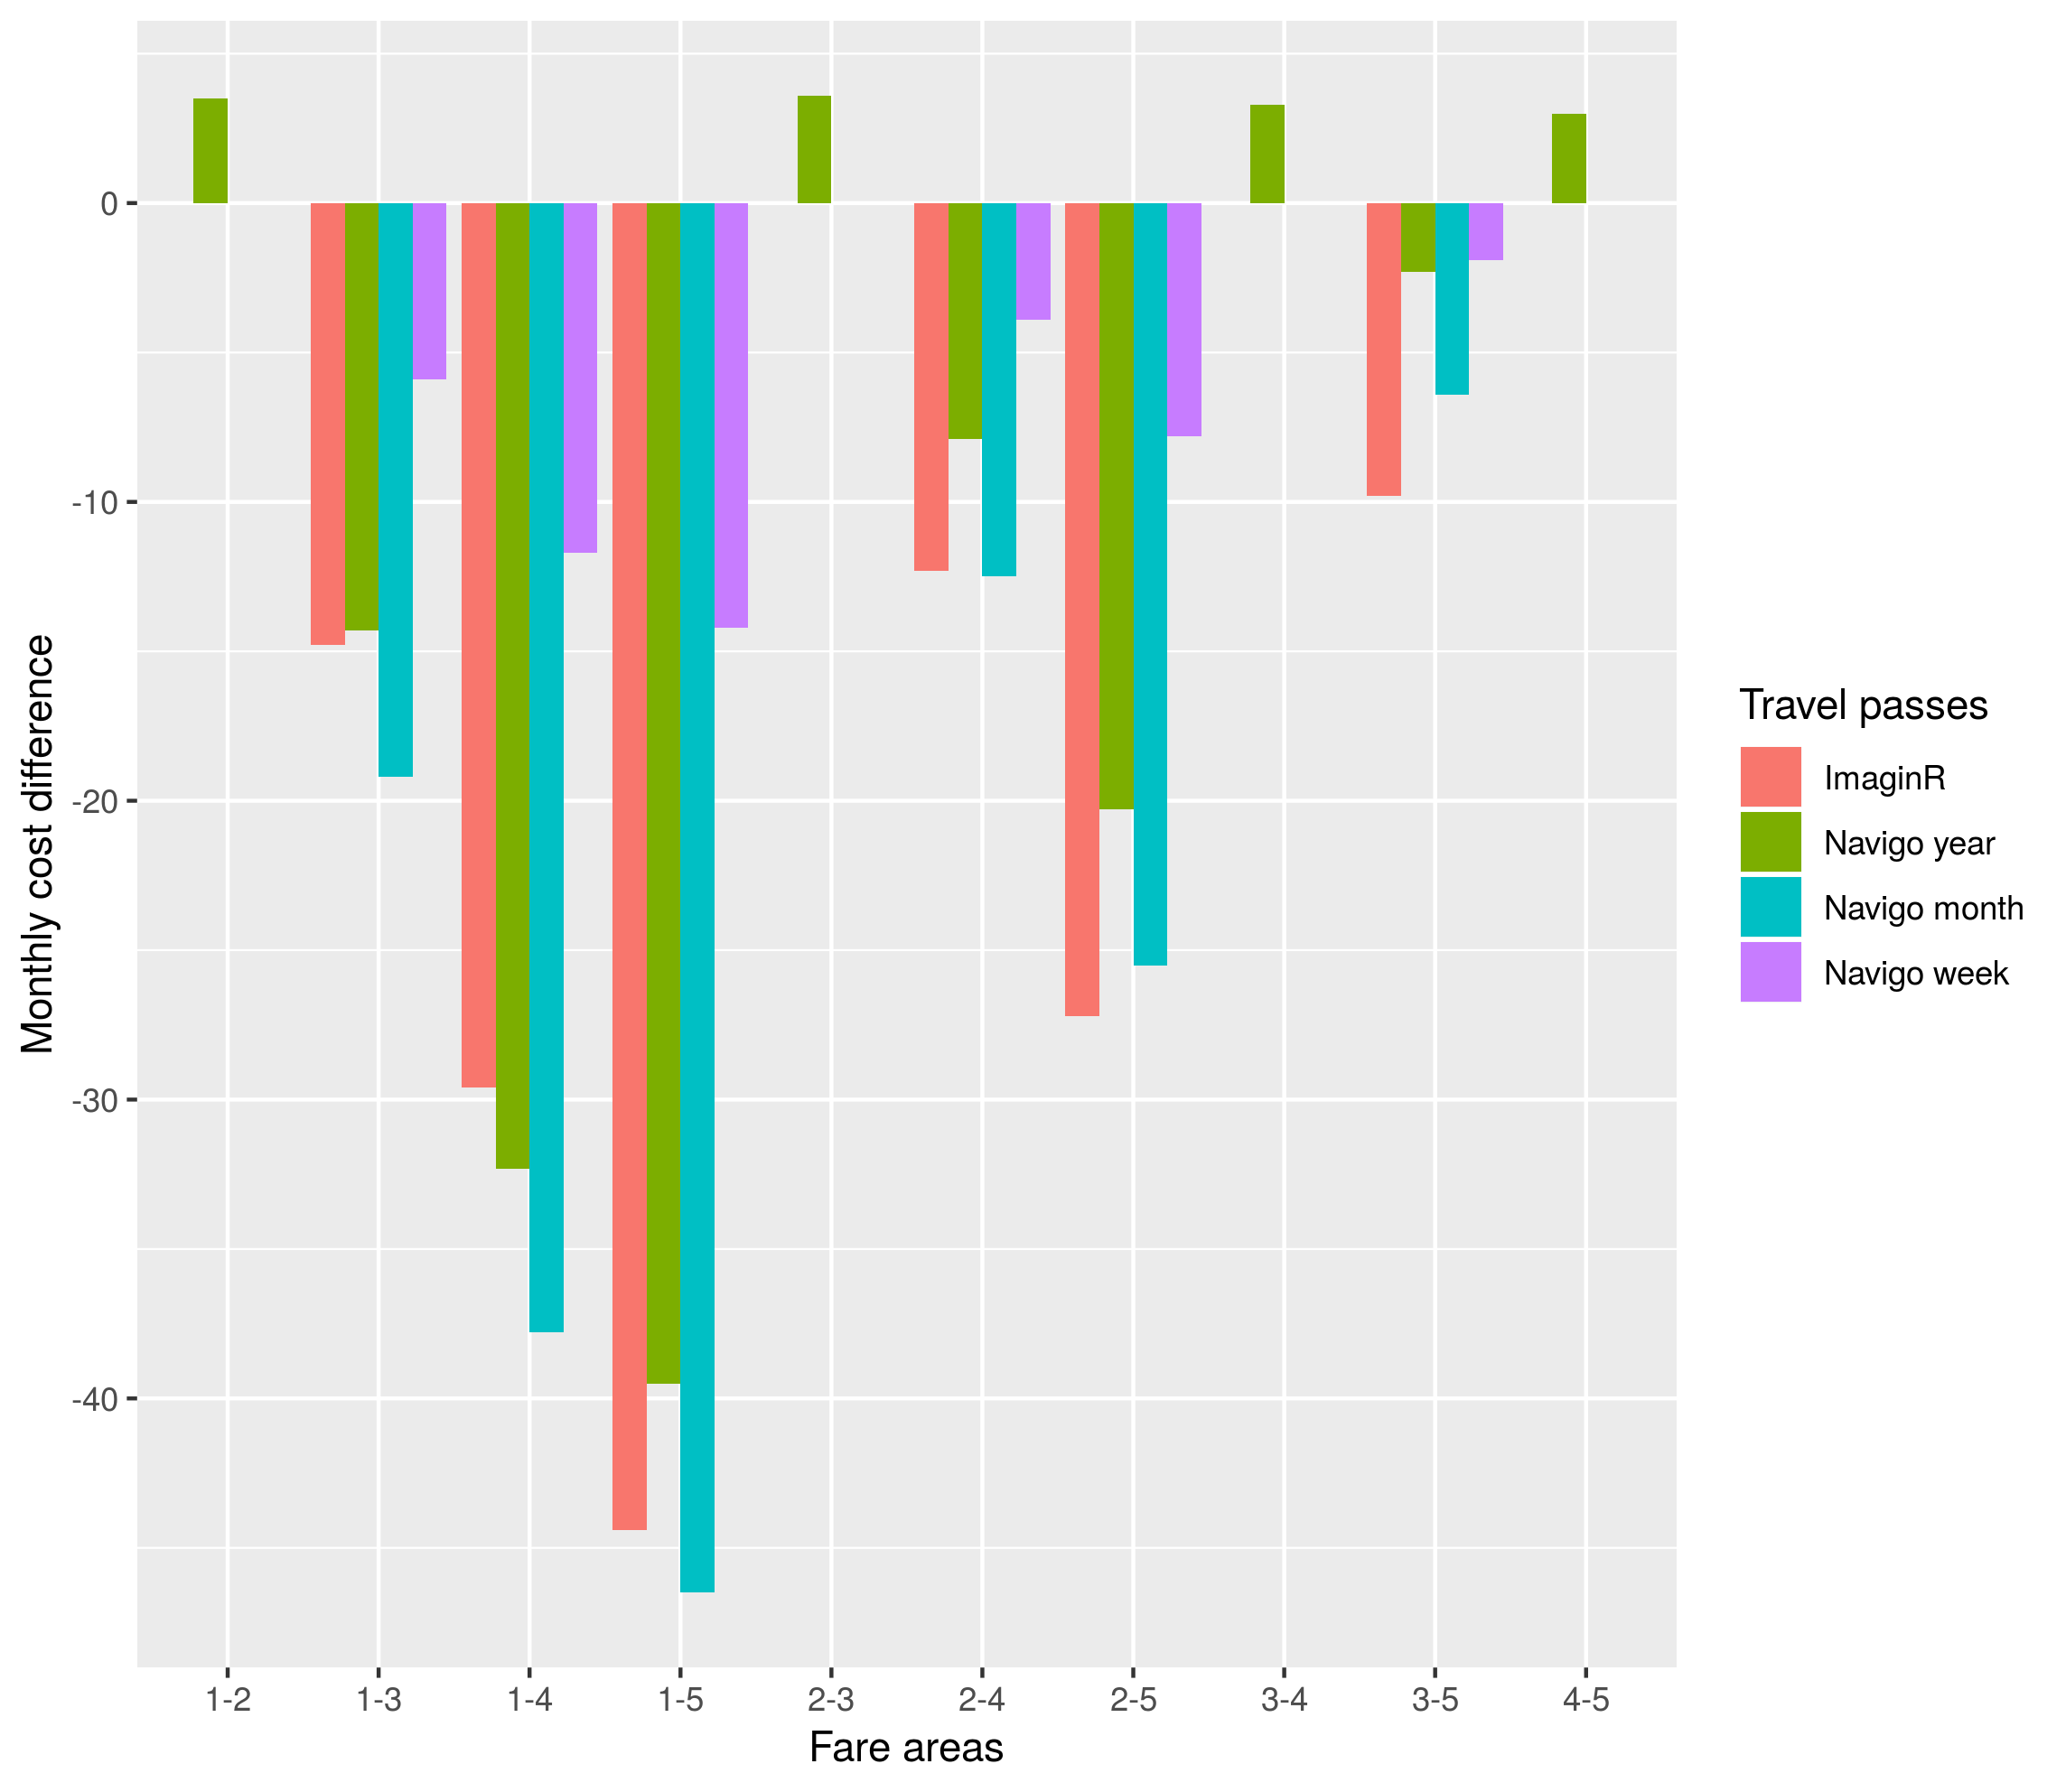 0
-10
-20
-30
-40
Monthly cost difference
1-2 1-3 1-4 1-5 2-3 2-4 2-5 3-4 3-5 4-5
Fare areas
Travel passes
ImaginR
Navigo year
Navigo month
Navigo week